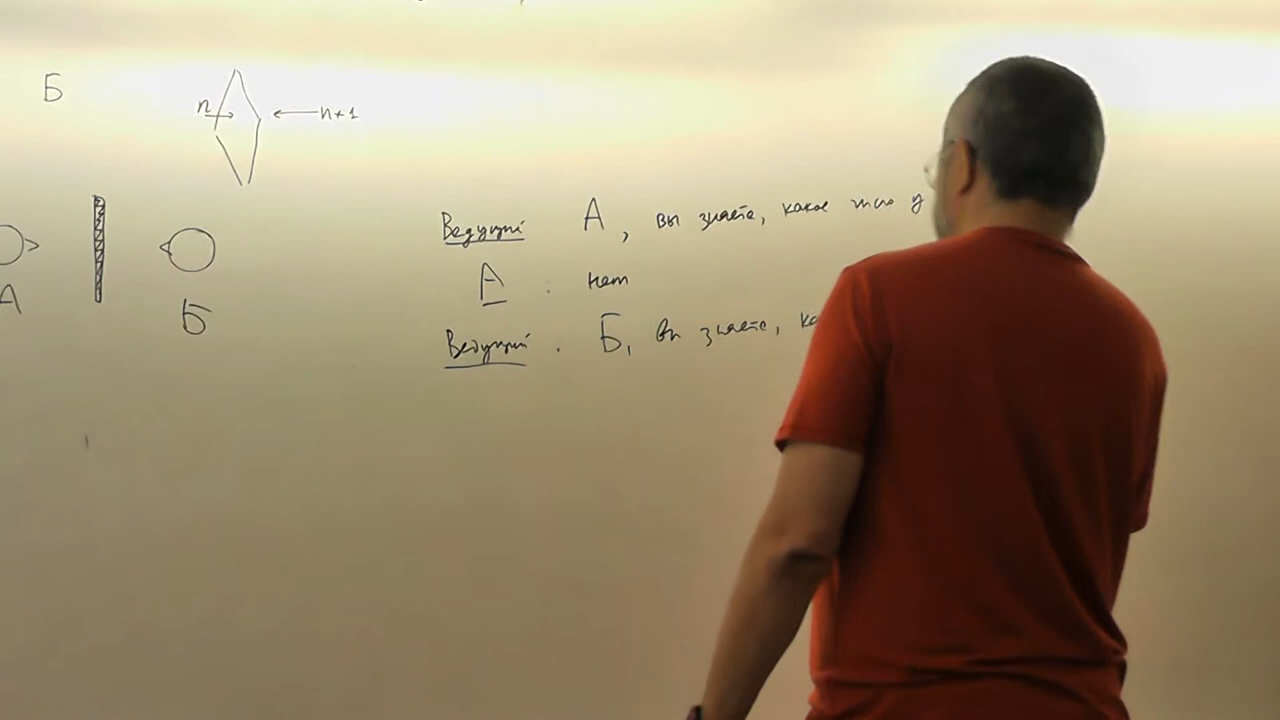 Б
n
n+1
А
Б
Ведущий А, вы знаете, какое число у
А : нет
Ведущий . Б, вы знаете, ка